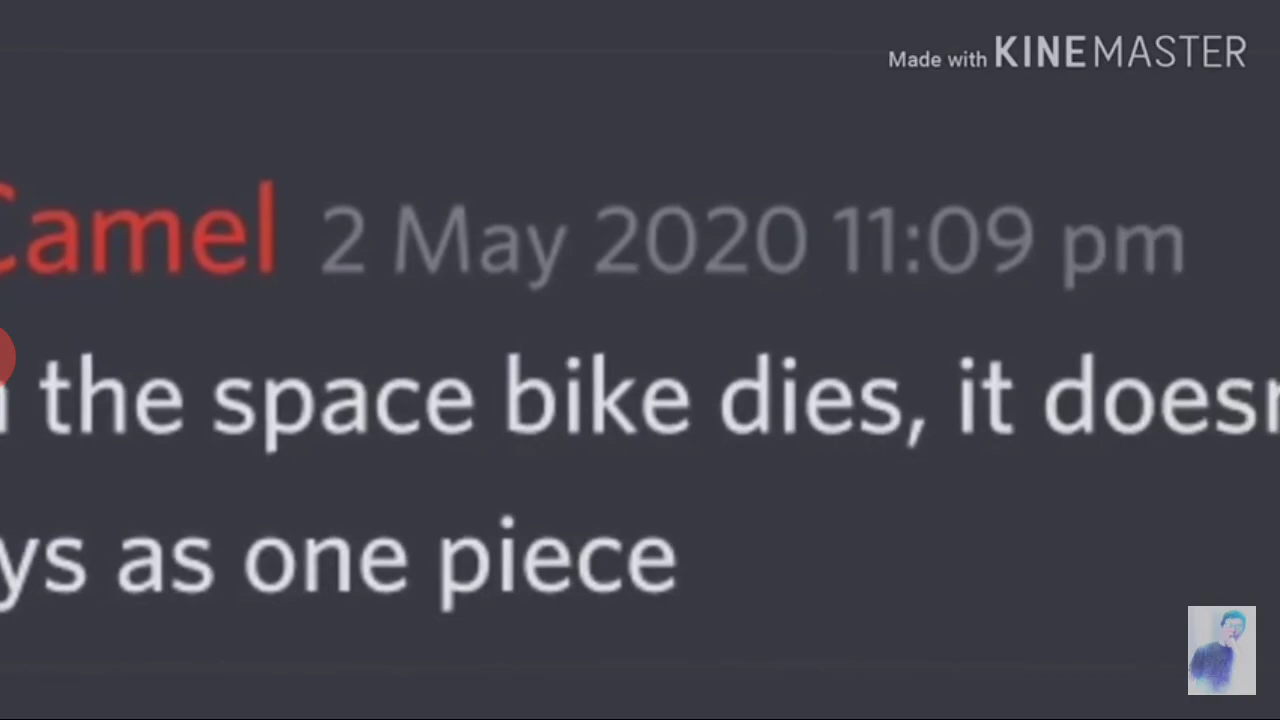 Made with KINEMASTER
Camel 2 May 2020 11:09 pm
the space bike dies, it doesn
ys as one piece